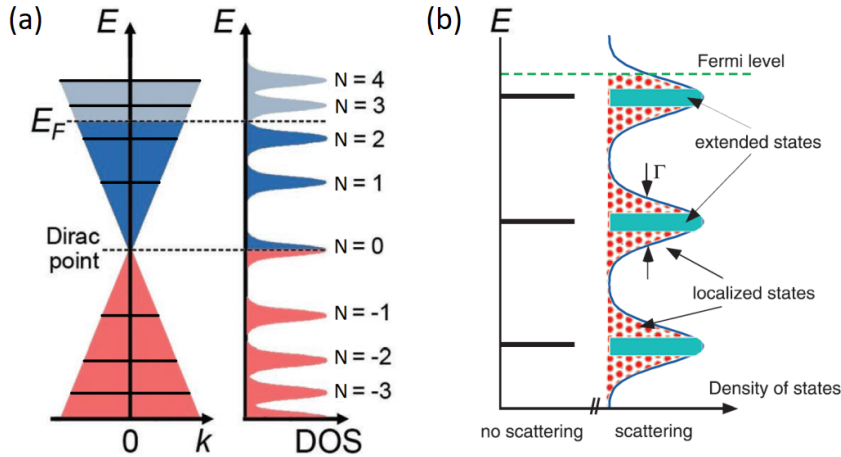 (a)
E
E
N = 4
N = 3
E_F
N = 2
N = 1
Dirac
point
N = 0
N = -1
N = -2
N = -3
0
k
DOS
(b)
E
Fermi level
extended states
Γ
localized states
Density of states
no scattering
scattering